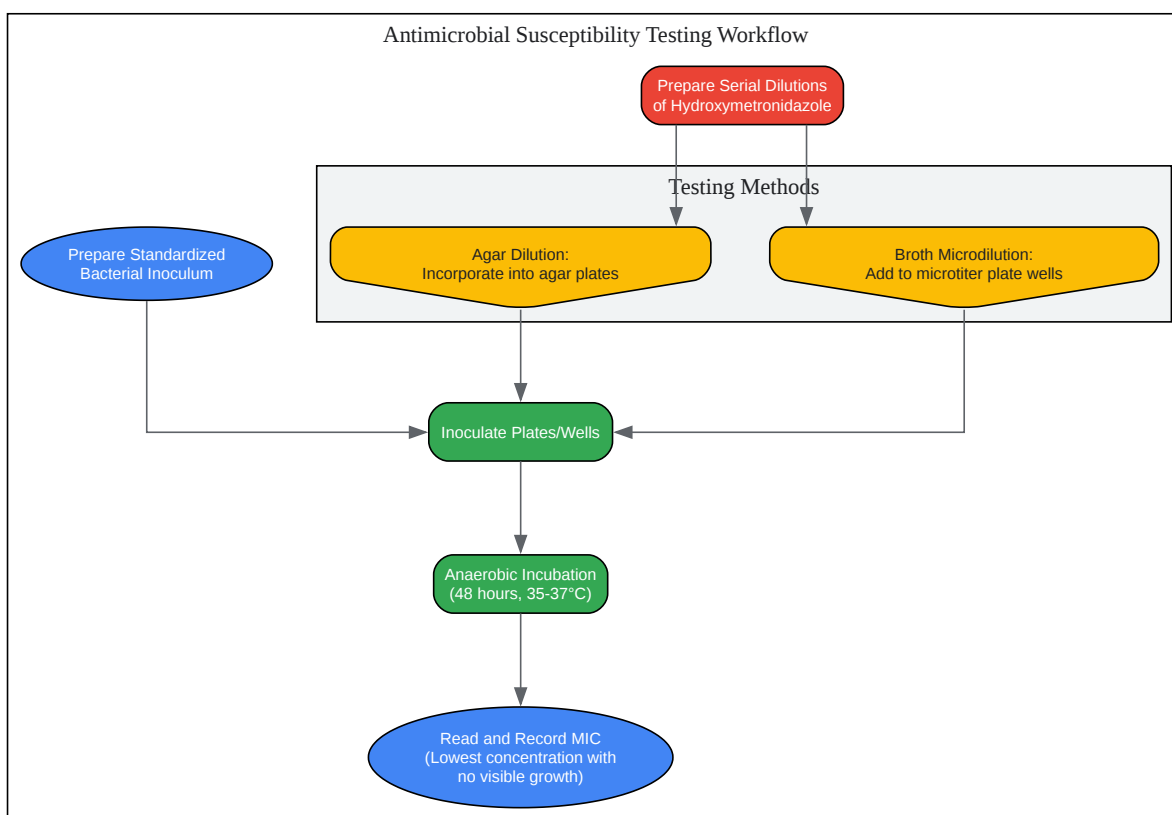 Antimicrobial Susceptibility Testing Workflow
Prepare Serial Dilutions
of Hydroxymetronidazole
Testing Methods
Prepare Standardized
Bacterial Inoculum
Agar Dilution:
Incorporate into agar plates
Broth Microdilution:
Add to microtiter plate wells
Inoculate Plates/Wells
Anaerobic Incubation
(48 hours, 35-37°C)
Read and Record MIC
(Lowest concentration with
no visible growth)